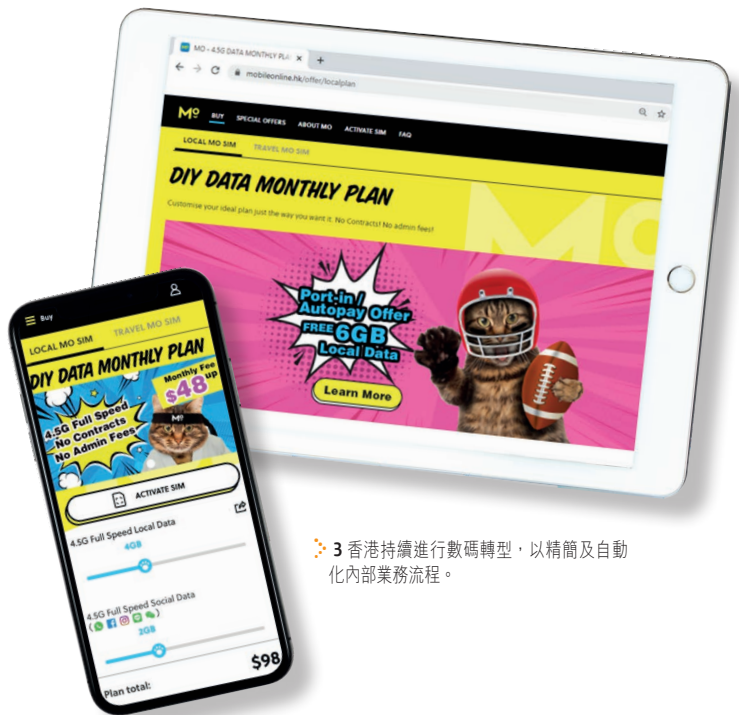 MO - 4.5G DATA MONTHLY PLA
mobileonline.hk/offer/localplan
Mo
BUY SPECIAL OFFERS ABOUT MO ACTIVATE SIM FAQ
LOCAL MO SIM TRAVEL MO SIM
DIY DATA MONTHLY PLAN
Customise your ideal plan just the way you want it. No Contracts! No admin fees!
Port-in /
Autopay Offer
FREE 6GB
Local Data
Learn More
Buy
LOCAL MO SIM TRAVEL MO SIM
DIY DATA MONTHLY PLAN
Monthly Fee
$48 up
4.5G Full Speed
No Contracts
No Admin Fees
Mo
ACTIVATE SIM
4.5G Full Speed Local Data
4GB
4.5G Full Speed Social Data
2GB
Plan total: $98
3 香港持續進行數碼轉型，以精簡及自動
化內部業務流程。